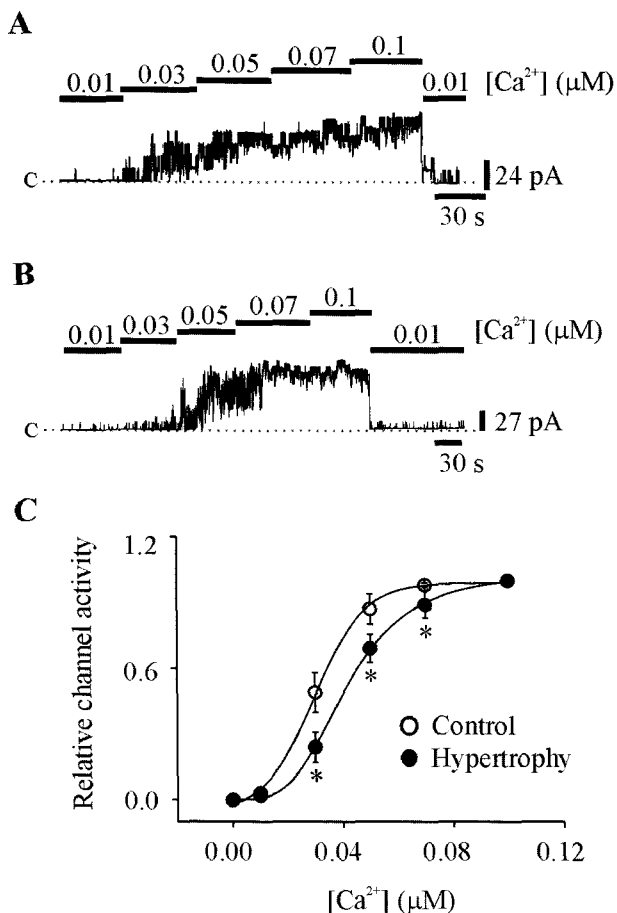 A
0.01 0.03 0.05 0.07 0.1 0.01 [Ca²⁺] (μM)
C
24 pA
30 s
B
0.01 0.03 0.05 0.07 0.1 0.01 [Ca²⁺] (μM)
C
27 pA
30 s
C
1.2
0.6
0.0
Relative channel activity
*
*
*
Control
Hypertrophy
0.00 0.04 0.08 0.12
[Ca²⁺] (μM)